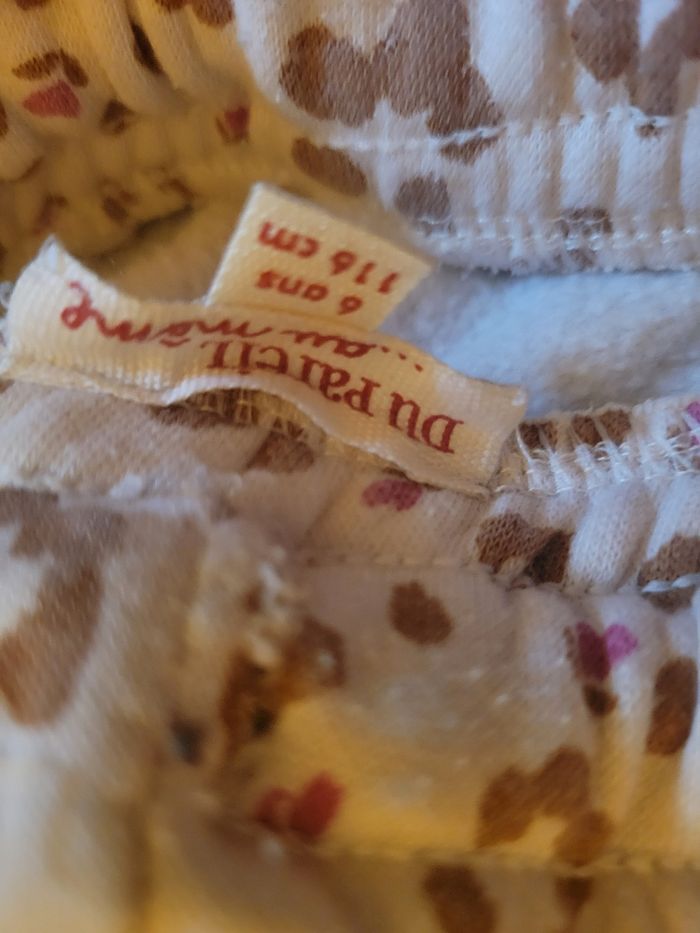 DU PAREIL
...au même
6 ans
116 cm